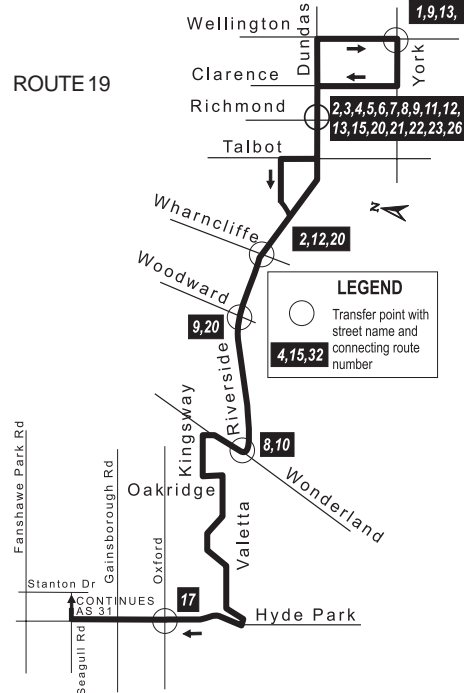 1,9,13,
Wellington
Dundas
York
ROUTE 19
Clarence
Richmond
2,3,4,5,6,7,8,9,11,12,
13,15,20,21,22,23,26
Talbot
N
Wharncliffe
2,12,20
Woodward
9,20
LEGEND
Transfer point with
street name and
connecting route
number
4,15,32
Riverside
Kingsway
8,10
Wonderland
Oakridge
Valetta
Fanshawe Park Rd
Gainsborough Rd
Oxford
Stanton Dr
CONTINUES
AS 31
17
Hyde Park
Seagull Rd